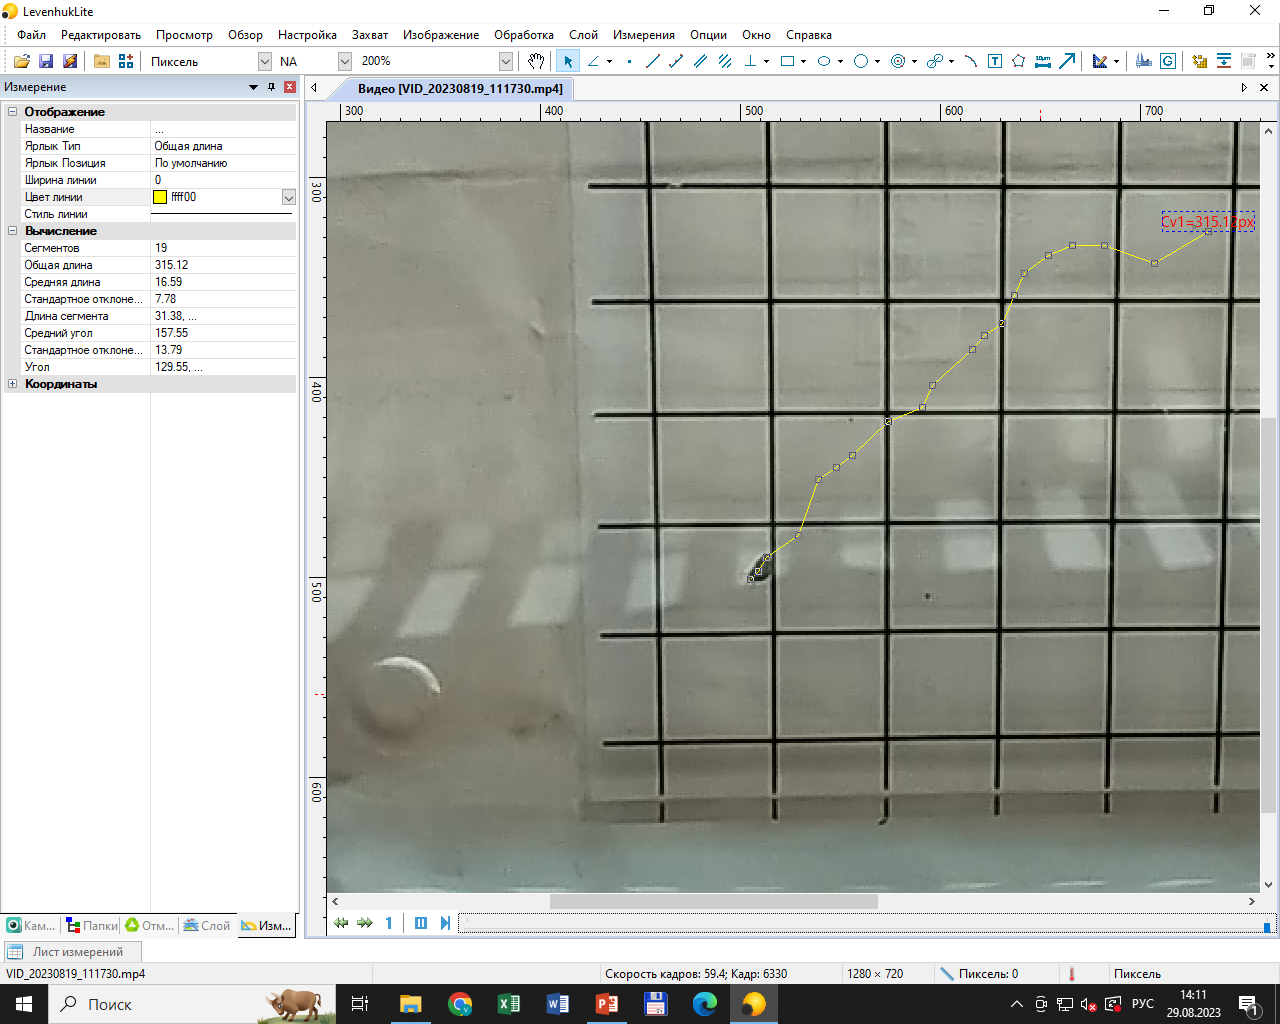 LevenhukLite
Файл Редактировать Просмотр Обзор Настройка Захват Изображение Обработка Слой Измерения Опции Окно Справка
Пиксель NA 200%
Измерение
Видео [VID_20230819_111730.mp4]
300 400 500 600 700
300
400
500
600
Отображение
Название ...
Ярлык Тип Общая длина
Ярлык Позиция По умолчанию
Ширина линии 0
Цвет линии ffff00
Стиль линии
Вычисление
Сегментов 19
Общая длина 315.12
Средняя длина 16.59
Стандартное отклоне... 7.78
Длина сегмента 31.38, ...
Средний угол 157.55
Стандартное отклоне... 13.79
Угол 129.55, ...
Координаты
Cv1=315.12px
Кам... Папки Отм... Слой Изм...
1
Лист измерений
VID_20230819_111730.mp4 Скорость кадров: 59.4; Кадр: 6330 1280 × 720 Пиксель: 0 Пиксель
Поиск
РУС
14:11
29.08.2023
1